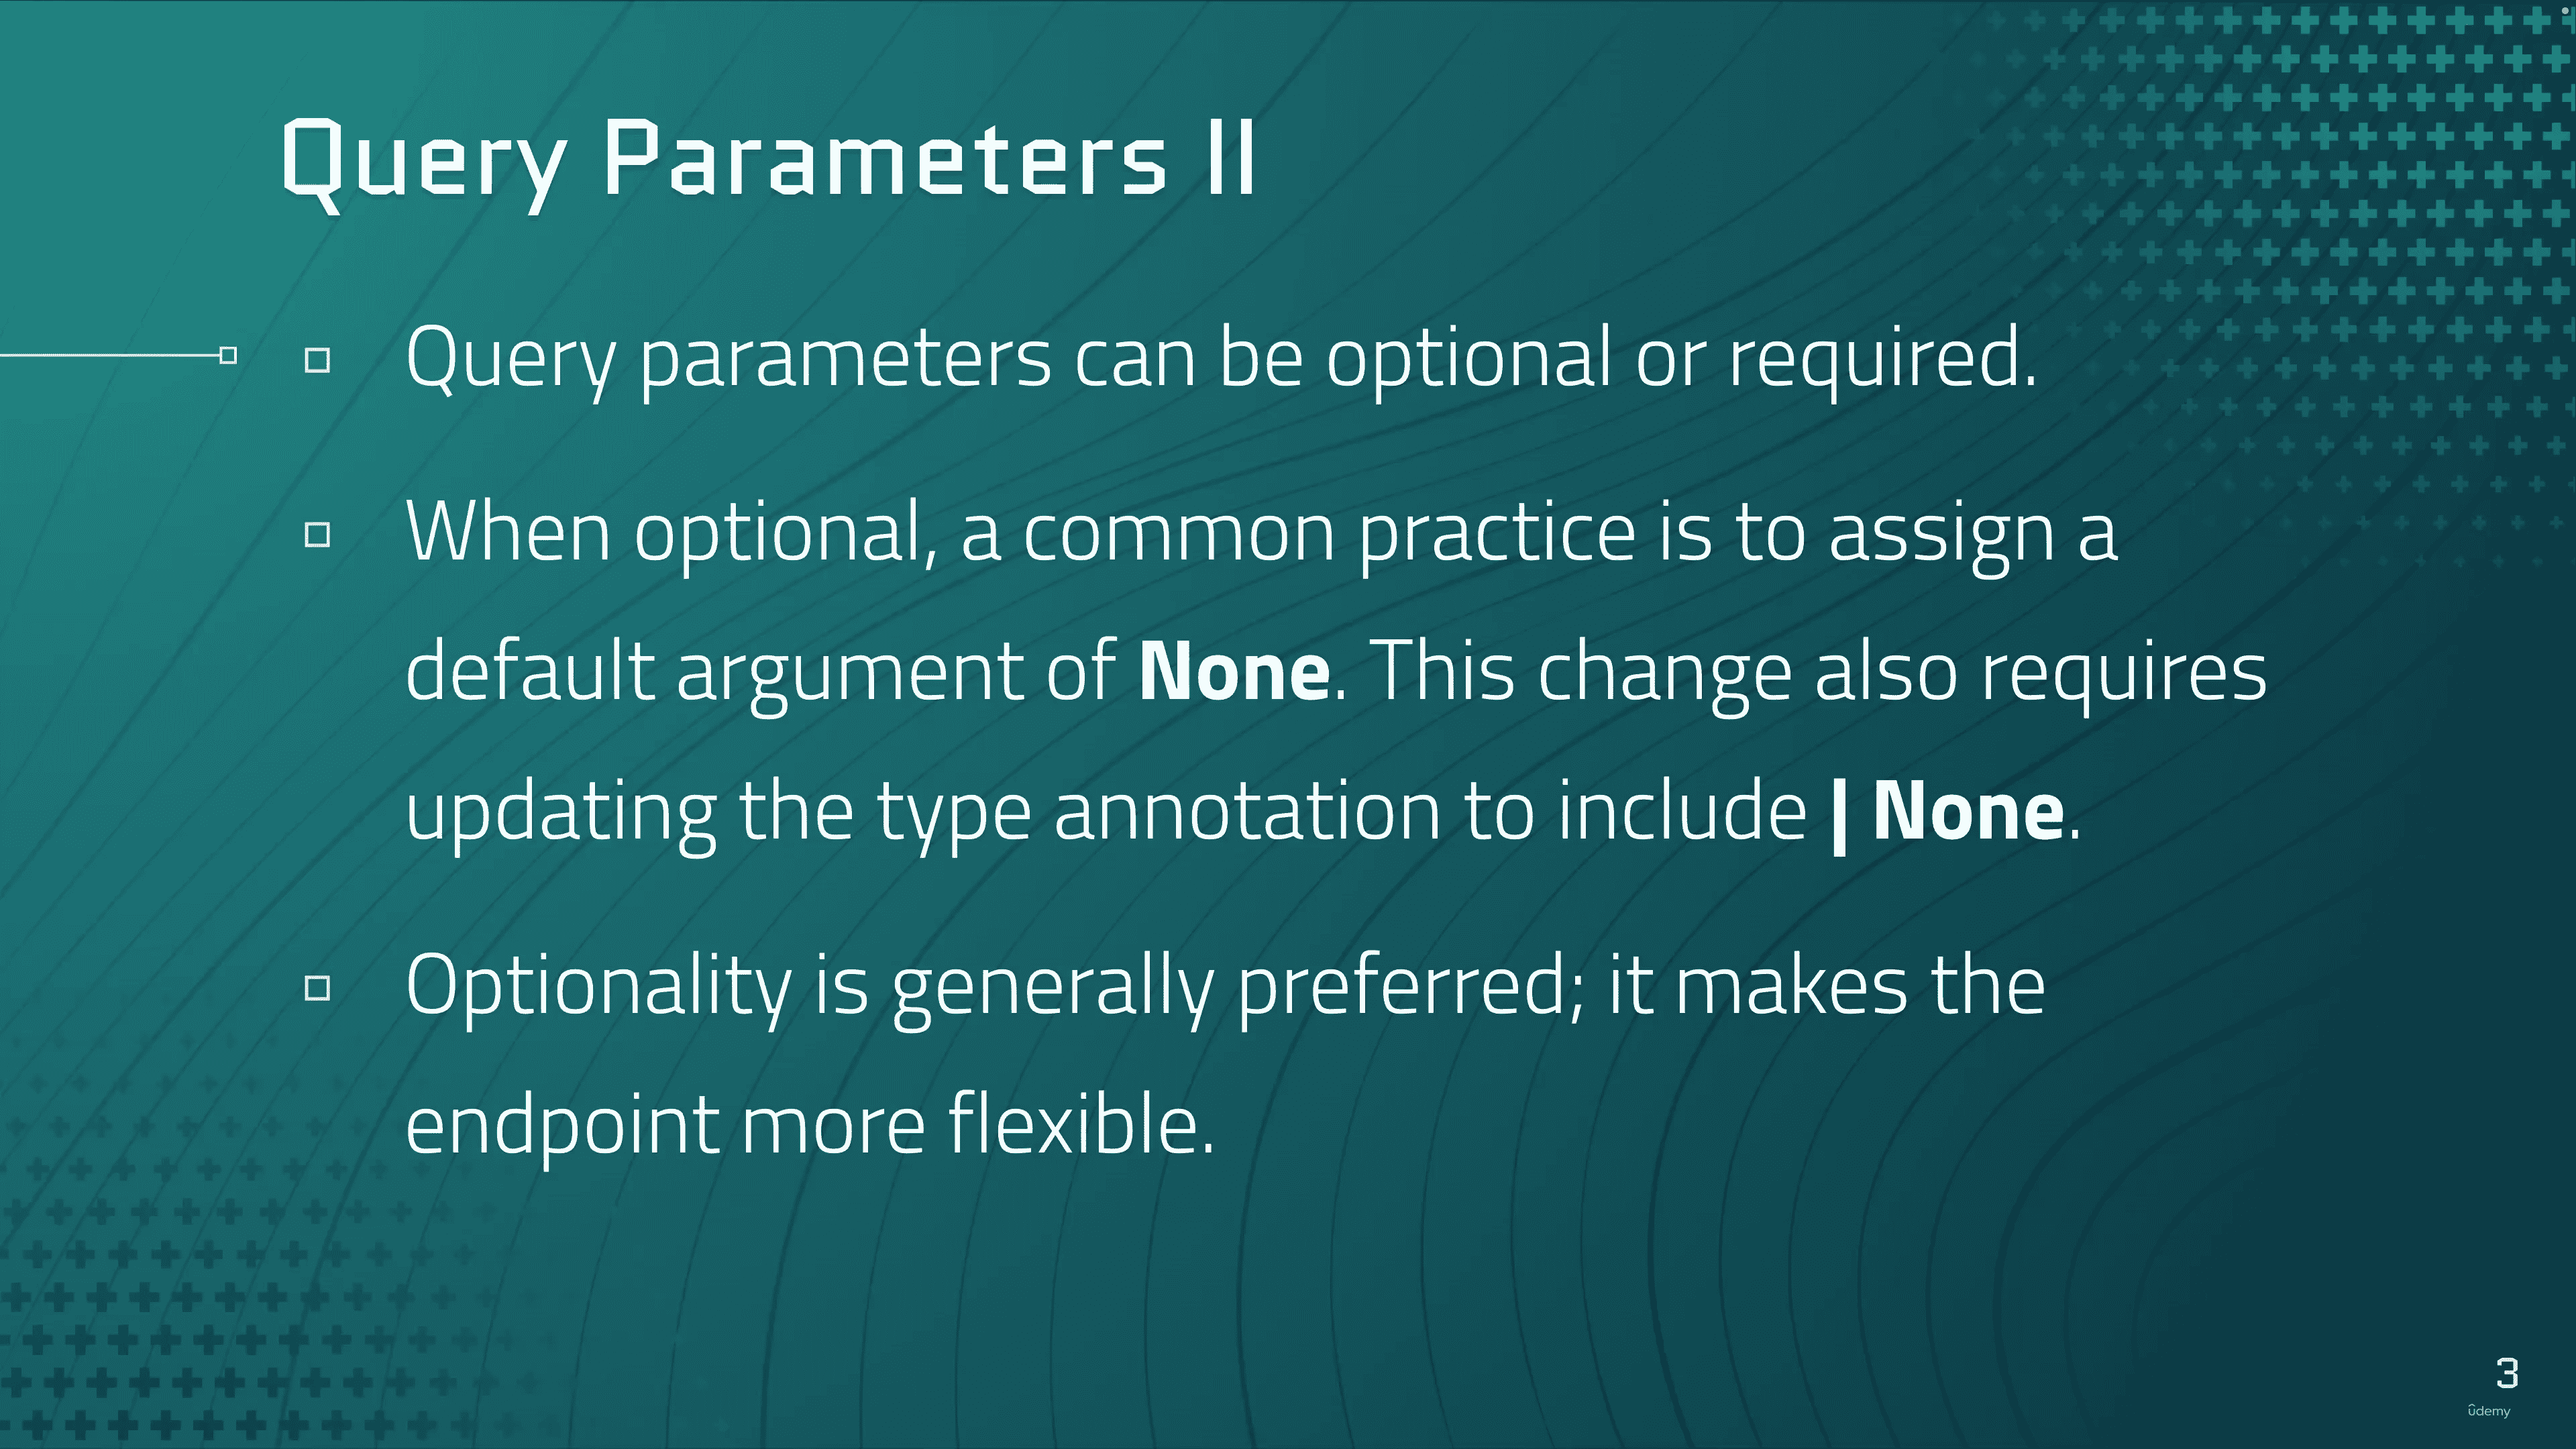 Query Parameters II
Query parameters can be optional or required.
When optional, a common practice is to assign a
default argument of None. This change also requires
updating the type annotation to include | None.
Optionality is generally preferred; it makes the
endpoint more flexible.
3
ûdemy